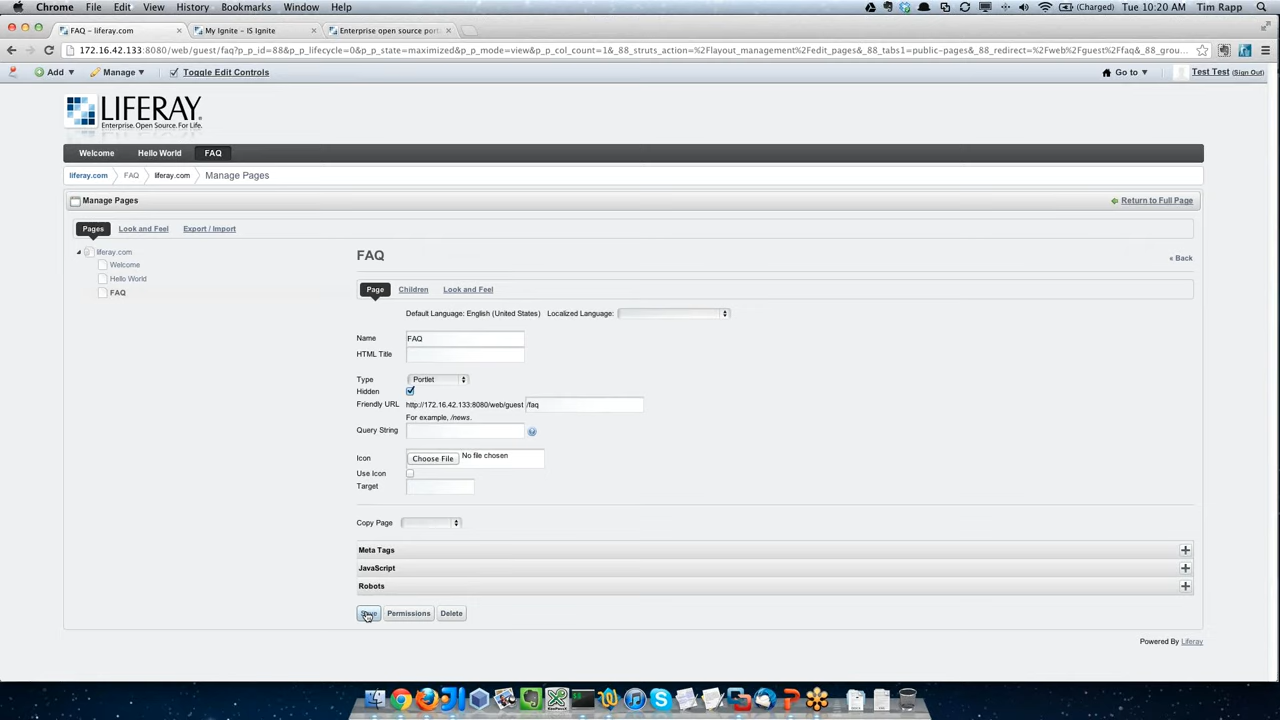 Chrome File Edit View History Bookmarks Window Help (Charged) Tue 10:20 AM Tim Rapp
FAQ – liferay.com × My Ignite – IS Ignite × Enterprise open source port ×
172.16.42.133:8080/web/guest/faq?p_p_id=88&p_p_lifecycle=0&p_p_state=maximized&p_p_mode=view&p_p_col_count=1&_88_struts_action=%2Flayout_management%2Fedit_pages&_88_tabs1=public-pages&_88_redirect=%2Fweb%2Fguest%2Ffaq&_88_grou...
Add Manage Toggle Edit Controls Go to Test Test (Sign Out)
LIFERAY.
Enterprise. Open Source. For Life.
Welcome Hello World FAQ
liferay.com FAQ liferay.com Manage Pages
Manage Pages Return to Full Page
Pages Look and Feel Export / Import
liferay.com
Welcome
Hello World
FAQ
FAQ
« Back
Page Children Look and Feel
Default Language: English (United States) Localized Language:
Name FAQ
HTML Title
Type Portlet
Hidden
Friendly URL http://172.16.42.133:8080/web/guest /faq
For example, /news.
Query String
Icon Choose File No file chosen
Use Icon
Target
Copy Page
Meta Tags
JavaScript
Robots
Save Permissions Delete
Powered By Liferay